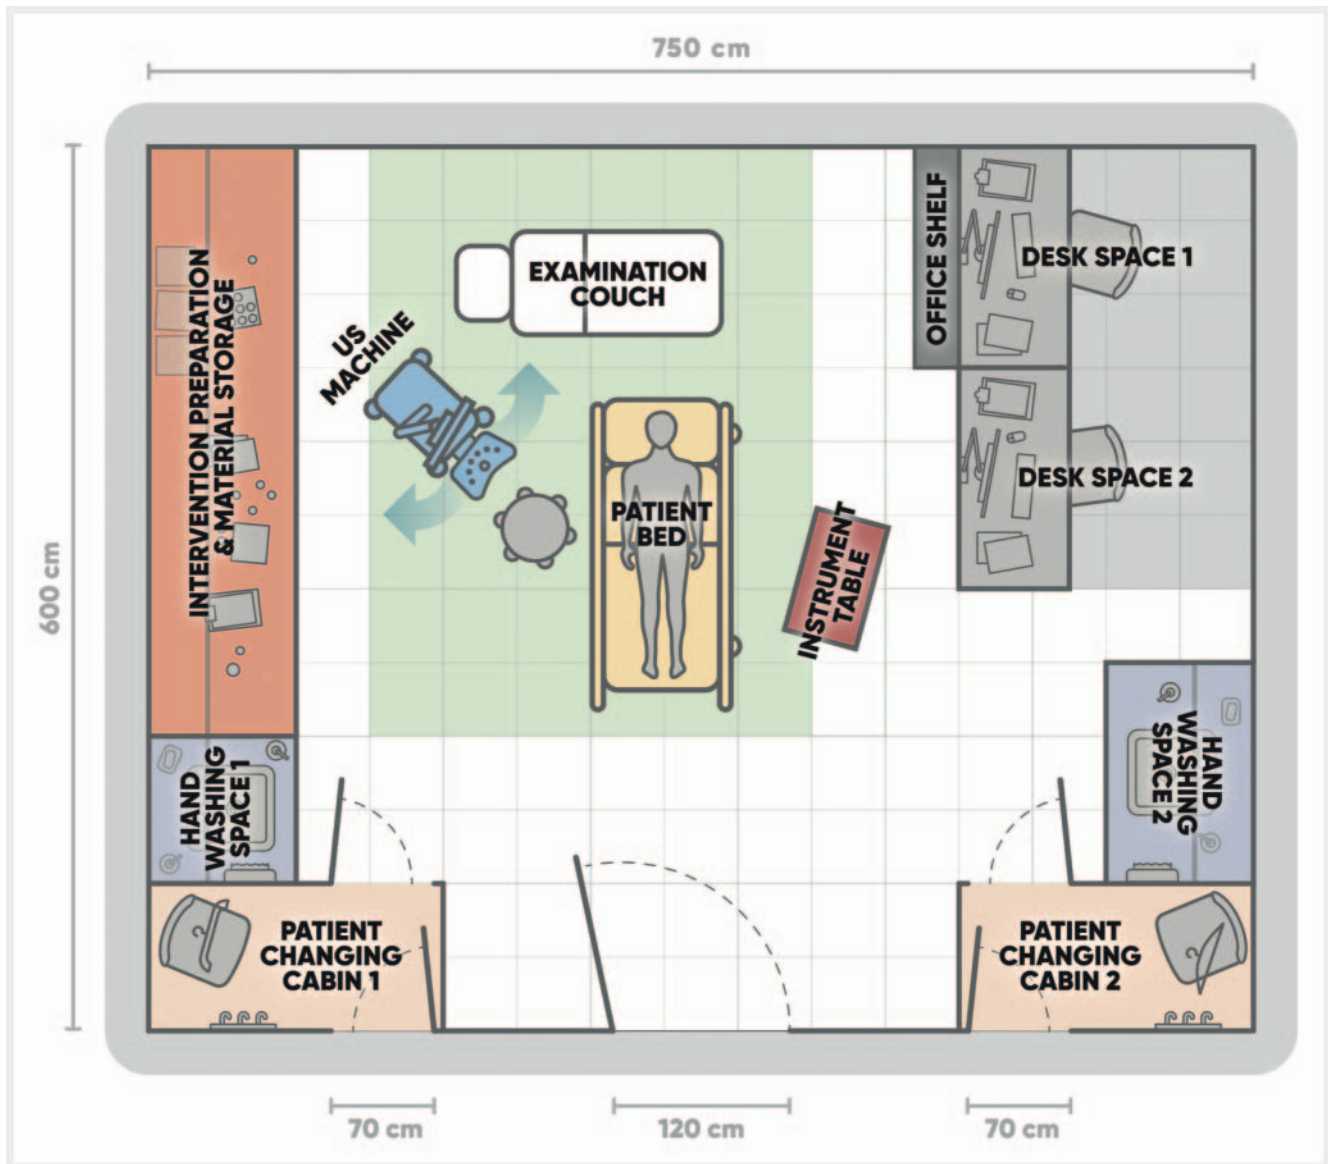 750 cm
600 cm
INTERVENTION PREPARATION
& MATERIAL STORAGE
US
MACHINE
EXAMINATION
COUCH
OFFICE SHELF
DESK SPACE 1
DESK SPACE 2
PATIENT
BED
INSTRUMENT
TABLE
HAND
WASHING
SPACE 1
HAND
WASHING
SPACE 2
PATIENT
CHANGING
CABIN 1
PATIENT
CHANGING
CABIN 2
70 cm
120 cm
70 cm